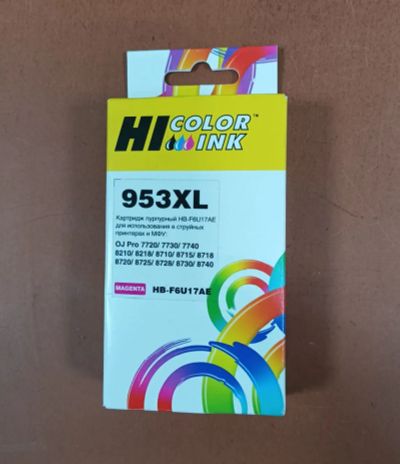 HI COLOR INK™
953XL
Картридж пурпурный HB-F6U17AE
для использования в струйных
принтерах и МФУ:
OJ Pro 7720/ 7730/ 7740
8210/ 8218/ 8710/ 8715/ 8718
8720/ 8725/ 8728/ 8730/ 8740
MAGENTA HB-F6U17AE